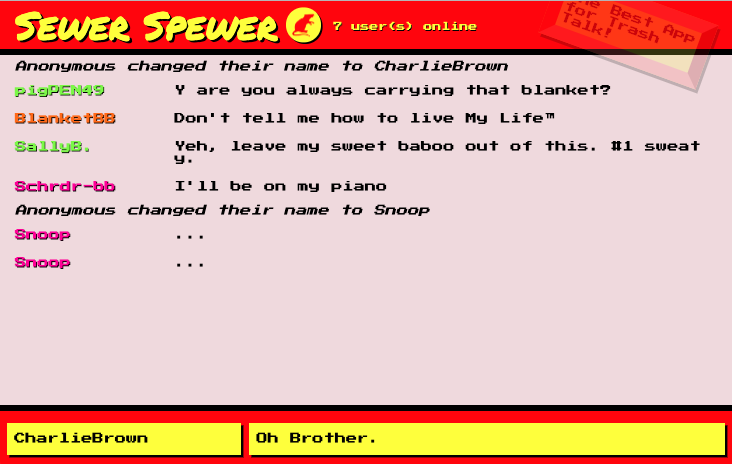 Sewer Spewer 7 user(s) online
The Best App
for Trash
Talk!
Anonymous changed their name to CharlieBrown
pigPEN49 Y are you always carrying that blanket?
BlanketBB Don't tell me how to live My Life™
SallyB. Yeh, leave my sweet baboo out of this. #1 sweat
y.
Schrdr-bb I'll be on my piano
Anonymous changed their name to Snoop
Snoop ...
Snoop ...
CharlieBrown Oh Brother.